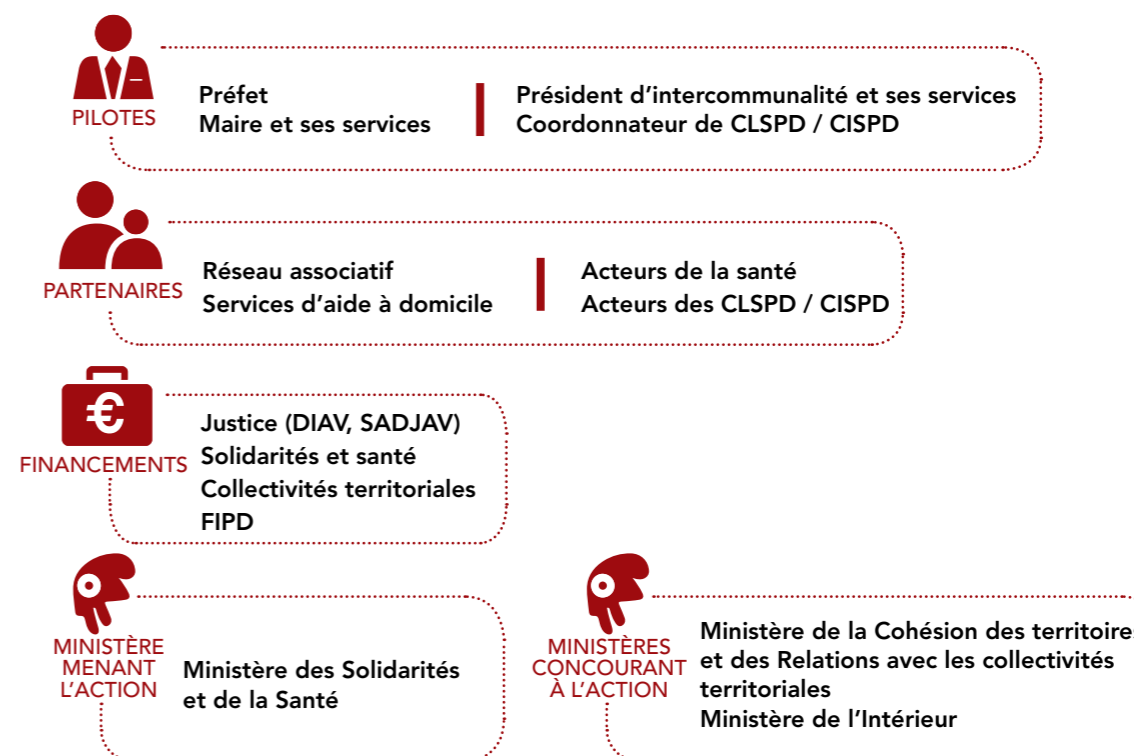 PILOTES
Préfet
Maire et ses services
Président d'intercommunalité et ses services
Coordonnateur de CLSPD / CISPD
PARTENAIRES
Réseau associatif
Services d'aide à domicile
Acteurs de la santé
Acteurs des CLSPD / CISPD
€
FINANCEMENTS
Justice (DIAV, SADJAV)
Solidarités et santé
Collectivités territoriales
FIPD
MINISTÈRE
MENANT
L'ACTION
Ministère des Solidarités
et de la Santé
MINISTÈRES
CONCOURANT
À L'ACTION
Ministère de la Cohésion des territoires
et des Relations avec les collectivités
territoriales
Ministère de l'Intérieur